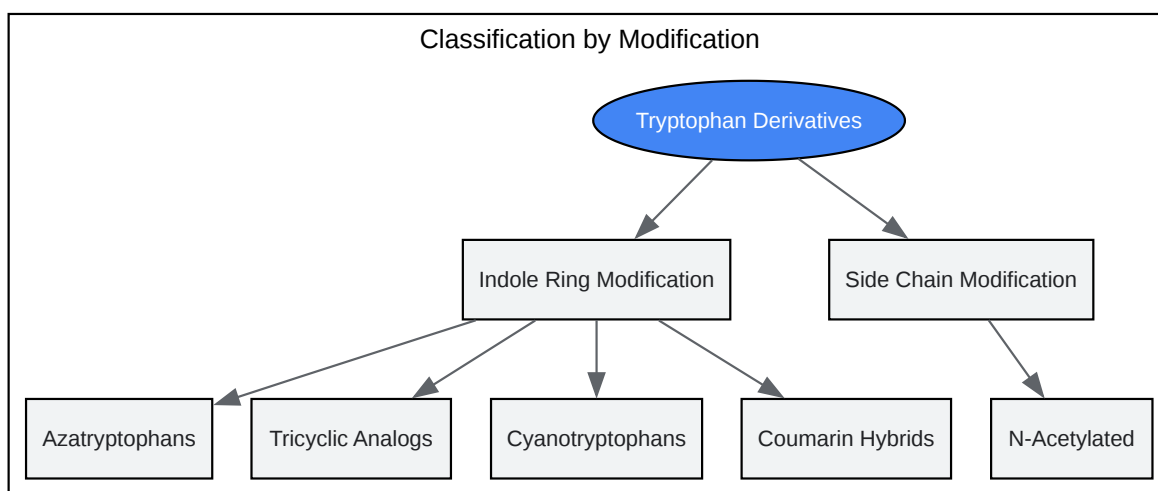 Classification by Modification
Tryptophan Derivatives
Indole Ring Modification
Side Chain Modification
Azatryptophans
Tricyclic Analogs
Cyanotryptophans
Coumarin Hybrids
N-Acetylated